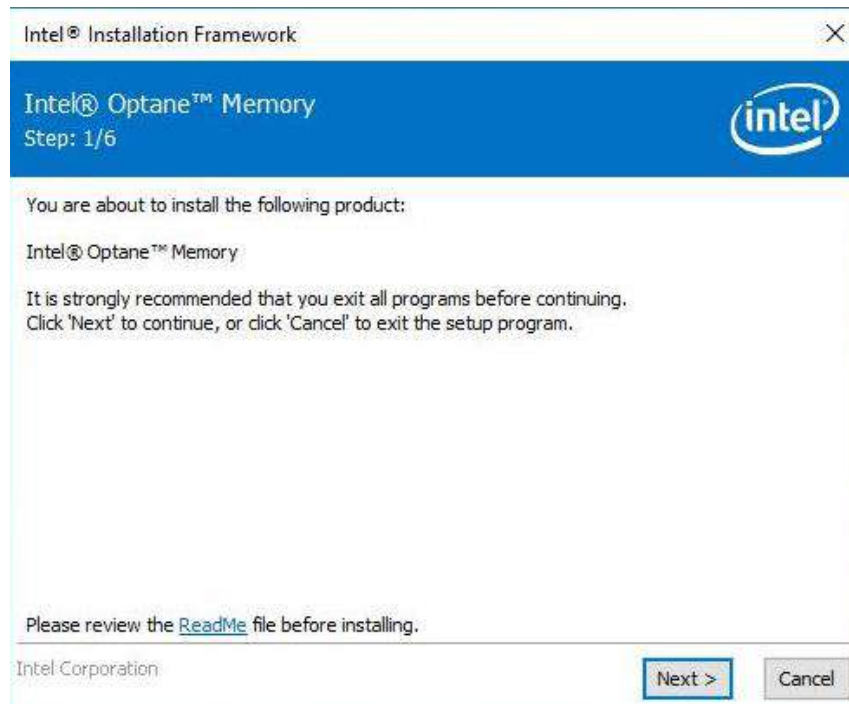 Intel® Installation Framework
Intel® Optane™ Memory
Step: 1/6
intel
You are about to install the following product:
Intel® Optane™ Memory
It is strongly recommended that you exit all programs before continuing.
Click 'Next' to continue, or click 'Cancel' to exit the setup program.
Please review the ReadMe file before installing.
Intel Corporation
Next >
Cancel